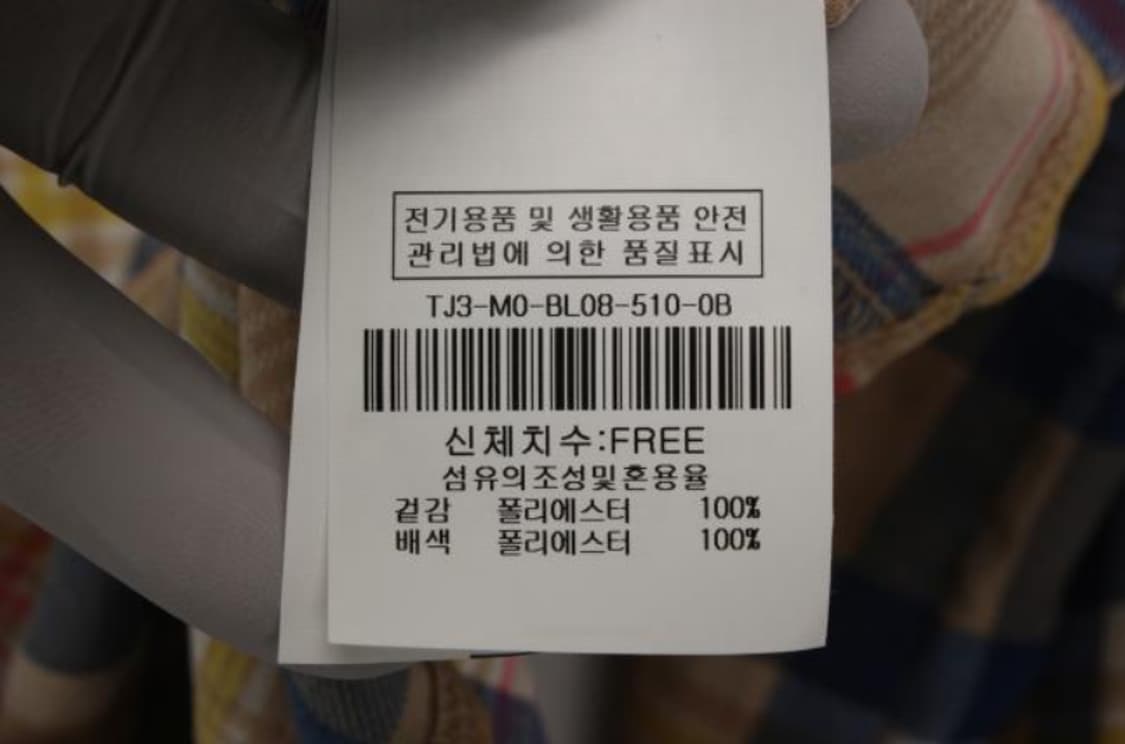 전기용품 및 생활용품 안전
관리법에 의한 품질표시
TJ3-M0-BL08-510-0B
신체치수:FREE
섬유의조성및혼용율
겉감 폴리에스터 100%
배색 폴리에스터 100%